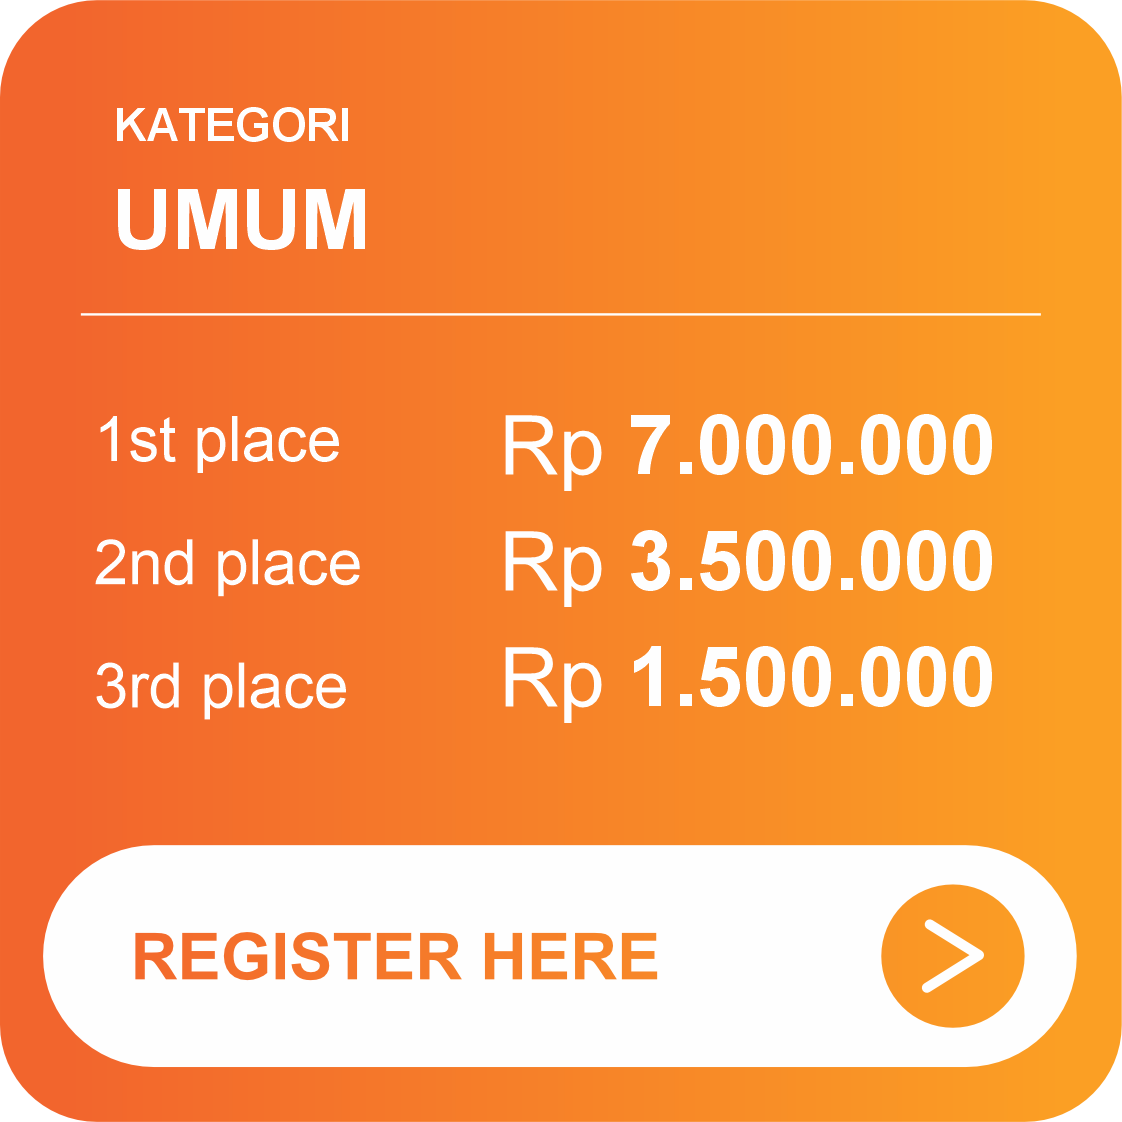 KATEGORI
UMUM
1st place Rp 7.000.000
2nd place Rp 3.500.000
3rd place Rp 1.500.000
REGISTER HERE